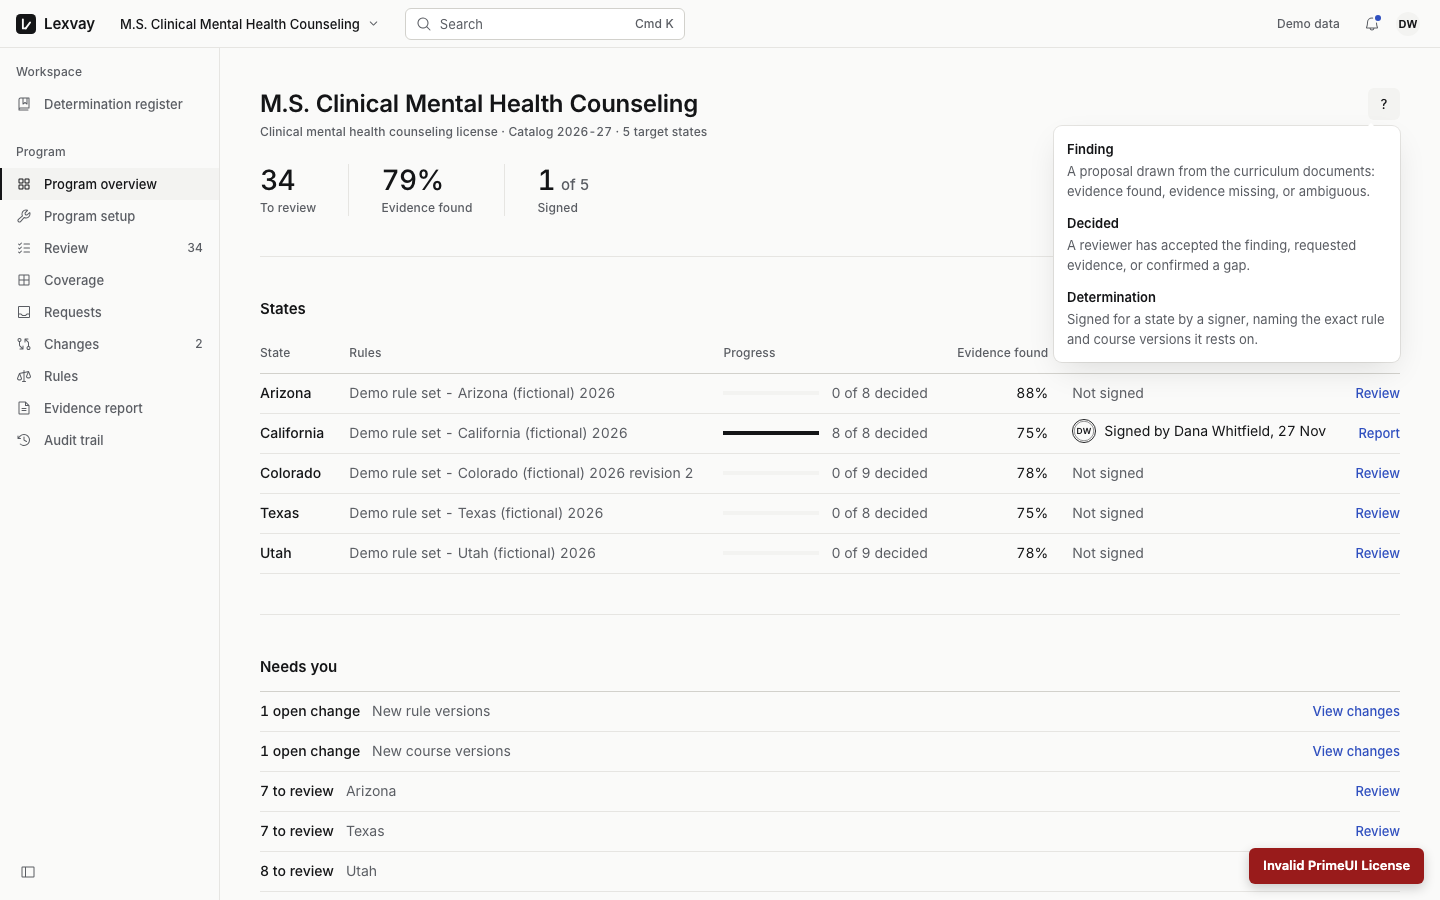 Lexvay
M.S. Clinical Mental Health Counseling
Search
Cmd K
Demo data
DW
Workspace
Determination register
Program
Program overview
Program setup
Review 34
Coverage
Requests
Changes 2
Rules
Evidence report
Audit trail
M.S. Clinical Mental Health Counseling
?
Clinical mental health counseling license · Catalog 2026-27 · 5 target states
34
To review
79%
Evidence found
1 of 5
Signed
Finding
A proposal drawn from the curriculum documents:
evidence found, evidence missing, or ambiguous.
Decided
A reviewer has accepted the finding, requested
evidence, or confirmed a gap.
Determination
Signed for a state by a signer, naming the exact rule
and course versions it rests on.
States
State Rules Progress Evidence found
Arizona Demo rule set - Arizona (fictional) 2026 0 of 8 decided 88% Not signed Review
California Demo rule set - California (fictional) 2026 8 of 8 decided 75% DW Signed by Dana Whitfield, 27 Nov Report
Colorado Demo rule set - Colorado (fictional) 2026 revision 2 0 of 9 decided 78% Not signed Review
Texas Demo rule set - Texas (fictional) 2026 0 of 8 decided 75% Not signed Review
Utah Demo rule set - Utah (fictional) 2026 0 of 9 decided 78% Not signed Review
Needs you
1 open change New rule versions View changes
1 open change New course versions View changes
7 to review Arizona Review
7 to review Texas Review
8 to review Utah
Invalid PrimeUI License